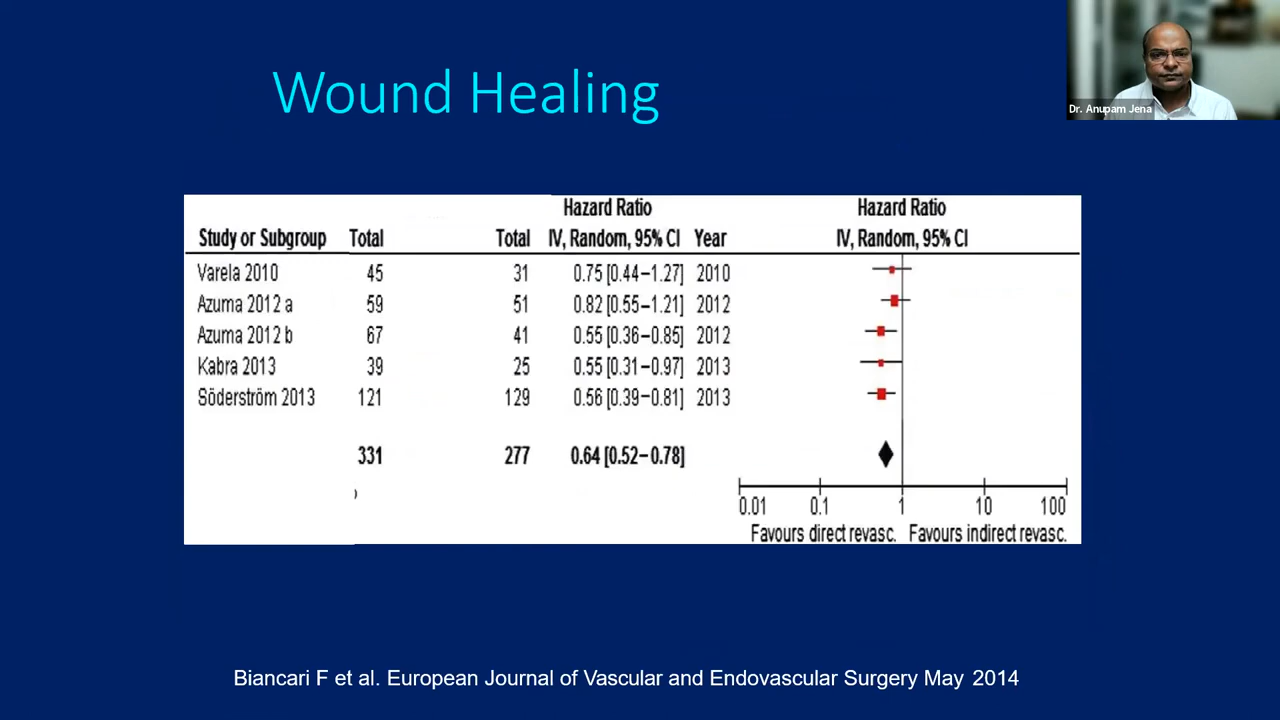 Wound Healing
Dr. Anupam Jena
Hazard Ratio Hazard Ratio
Study or Subgroup Total Total IV, Random, 95% CI Year IV, Random, 95% CI
Varela 2010 45 31 0.75 [0.44–1.27] 2010
Azuma 2012 a 59 51 0.82 [0.55–1.21] 2012
Azuma 2012 b 67 41 0.55 [0.36–0.85] 2012
Kabra 2013 39 25 0.55 [0.31–0.97] 2013
Söderström 2013 121 129 0.56 [0.39–0.81] 2013
331 277 0.64 [0.52–0.78]
0.01 0.1 1 10 100
Favours direct revasc. Favours indirect revasc.
Biancari F et al. European Journal of Vascular and Endovascular Surgery May 2014